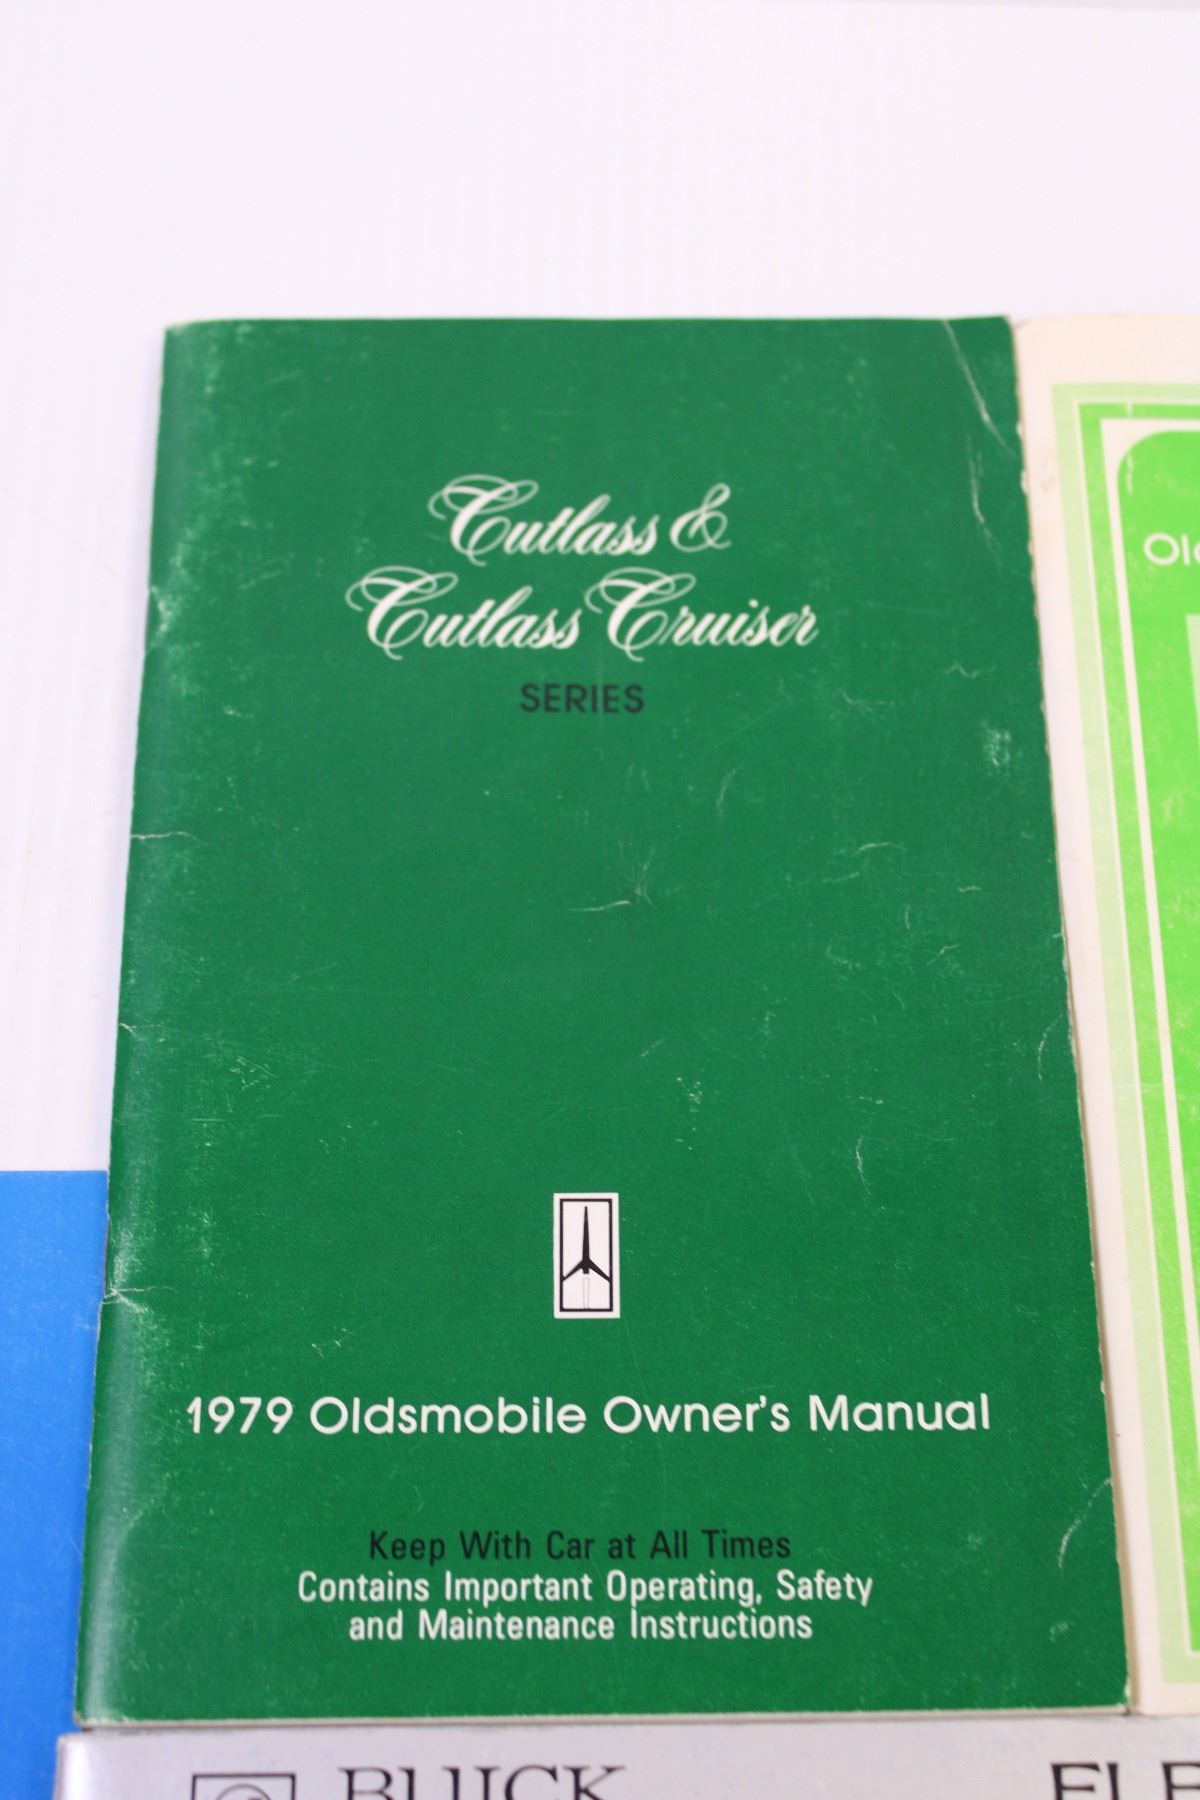 Cutlass &
Cutlass Cruiser
SERIES
1979 Oldsmobile Owner's Manual
Keep With Car at All Times
Contains Important Operating, Safety
and Maintenance Instructions
BUICK